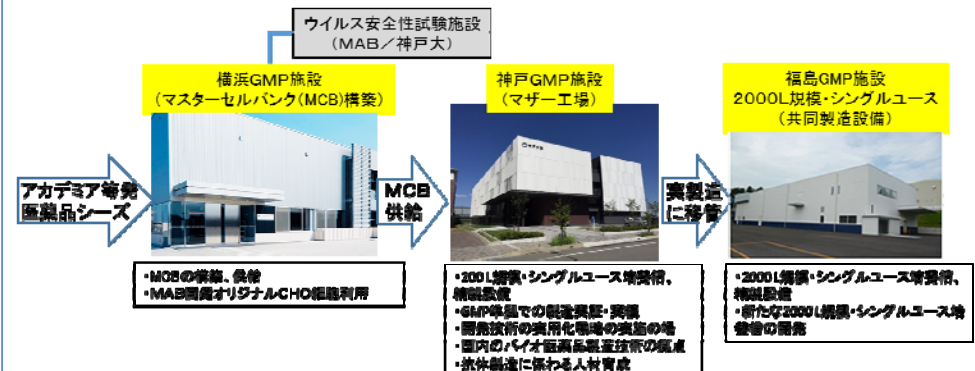 ウイルス安全性試験施設
(MAB/神戸大)
横浜GMP施設
(マスターセルバンク(MCB)構築)
神戸GMP施設
(マザー工場)
福島GMP施設
2000L規模・シングルユース
(共同製造設備)
アカデミア等発
医薬品シーズ
MCB
供給
実製造
に移管
・MCBの構築、供給
・MAB開発オリジナルCHO細胞利用
・200L規模・シングルユース培養槽、
精製設備
・GMP準拠での製造実証・実績
・開発技術の実用化戦略の実施の場
・国内のバイオ医薬品製造技術の拠点
・抗体製造に係わる人材育成
・2000L規模・シングルユース培養槽、
精製設備
・新たな2000L規模・シングルユース培
養槽の開発